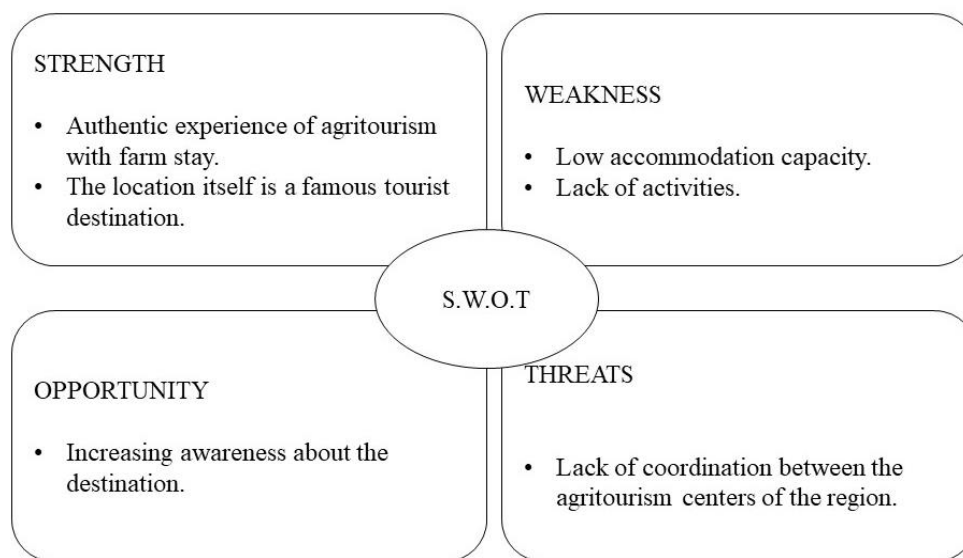 STRENGTH
• Authentic experience of agritourism
with farm stay.
• The location itself is a famous tourist
destination.
WEAKNESS
• Low accommodation capacity.
• Lack of activities.
S.W.O.T
OPPORTUNITY
• Increasing awareness about the
destination.
THREATS
• Lack of coordination between the
agritourism centers of the region.